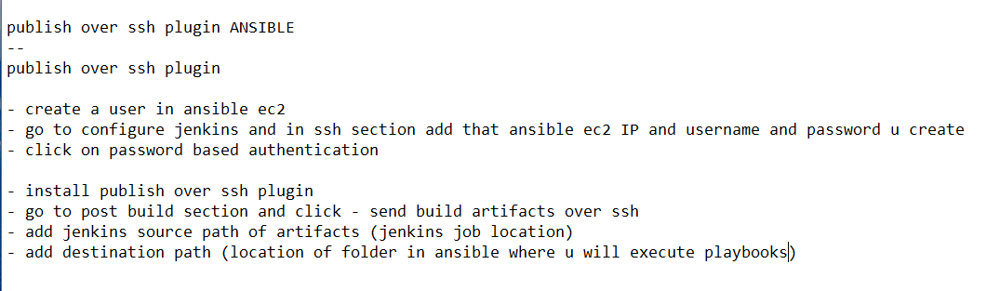 publish over ssh plugin ANSIBLE
--
publish over ssh plugin
- create a user in ansible ec2
- go to configure jenkins and in ssh section add that ansible ec2 IP and username and password u create
- click on password based authentication
- install publish over ssh plugin
- go to post build section and click - send build artifacts over ssh
- add jenkins source path of artifacts (jenkins job location)
- add destination path (location of folder in ansible where u will execute playbooks)